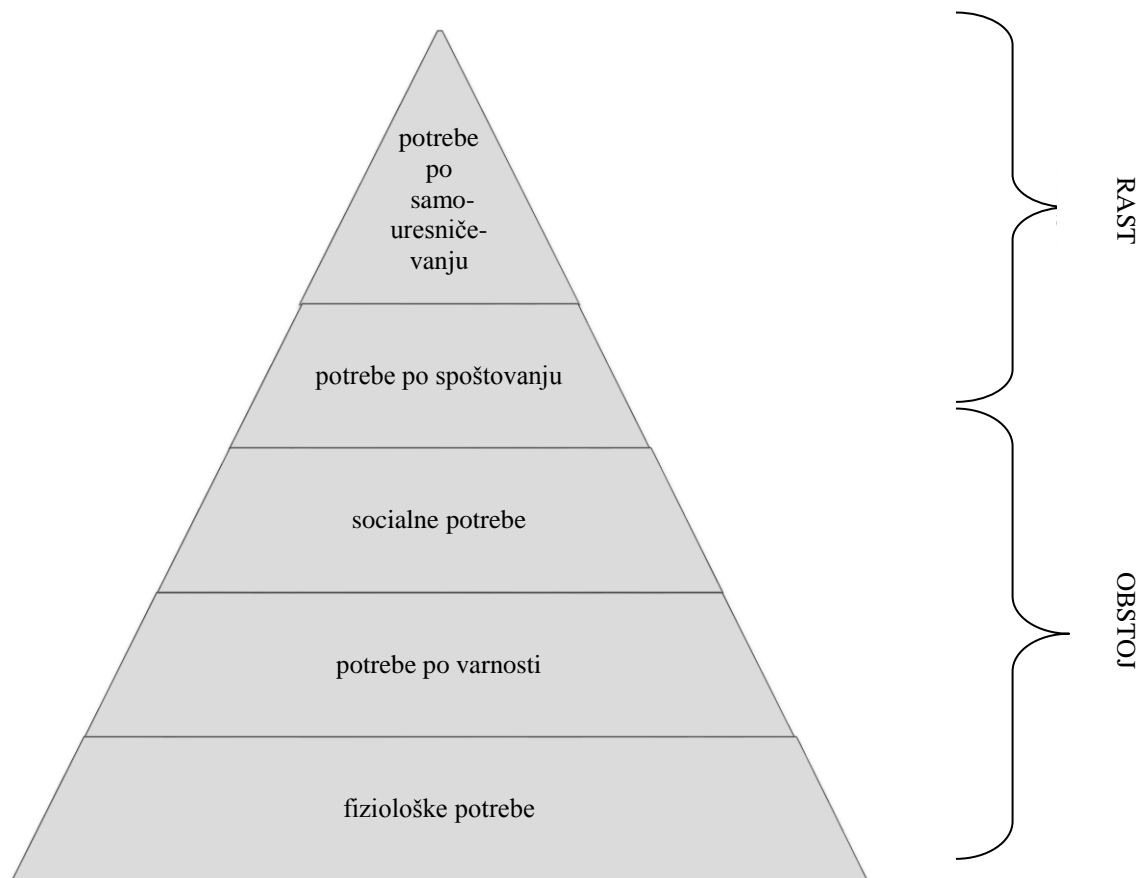 potrebe
po
samo-
uresniče-
vanju
potrebe po spoštovanju
socialne potrebe
potrebe po varnosti
fiziološke potrebe
RAST
OBSTOJ